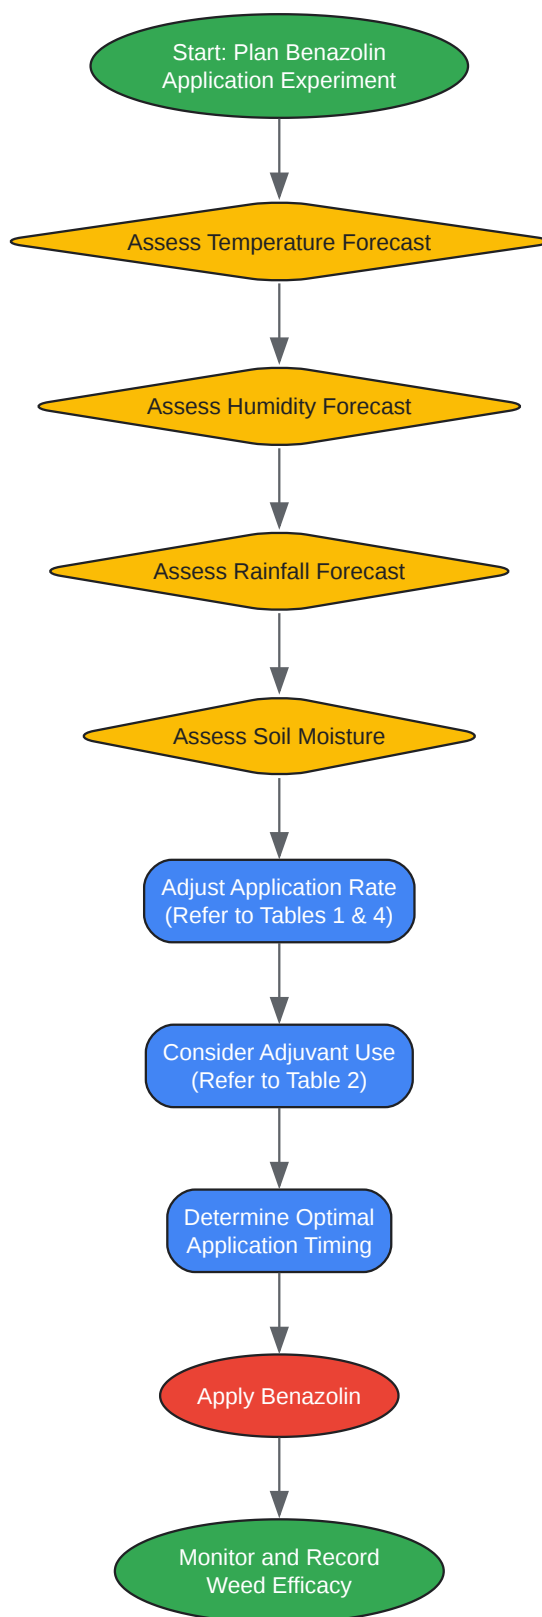 Start: Plan Benazolin
Application Experiment
Assess Temperature Forecast
Assess Humidity Forecast
Assess Rainfall Forecast
Assess Soil Moisture
Adjust Application Rate
(Refer to Tables 1 & 4)
Consider Adjuvant Use
(Refer to Table 2)
Determine Optimal
Application Timing
Apply Benazolin
Monitor and Record
Weed Efficacy